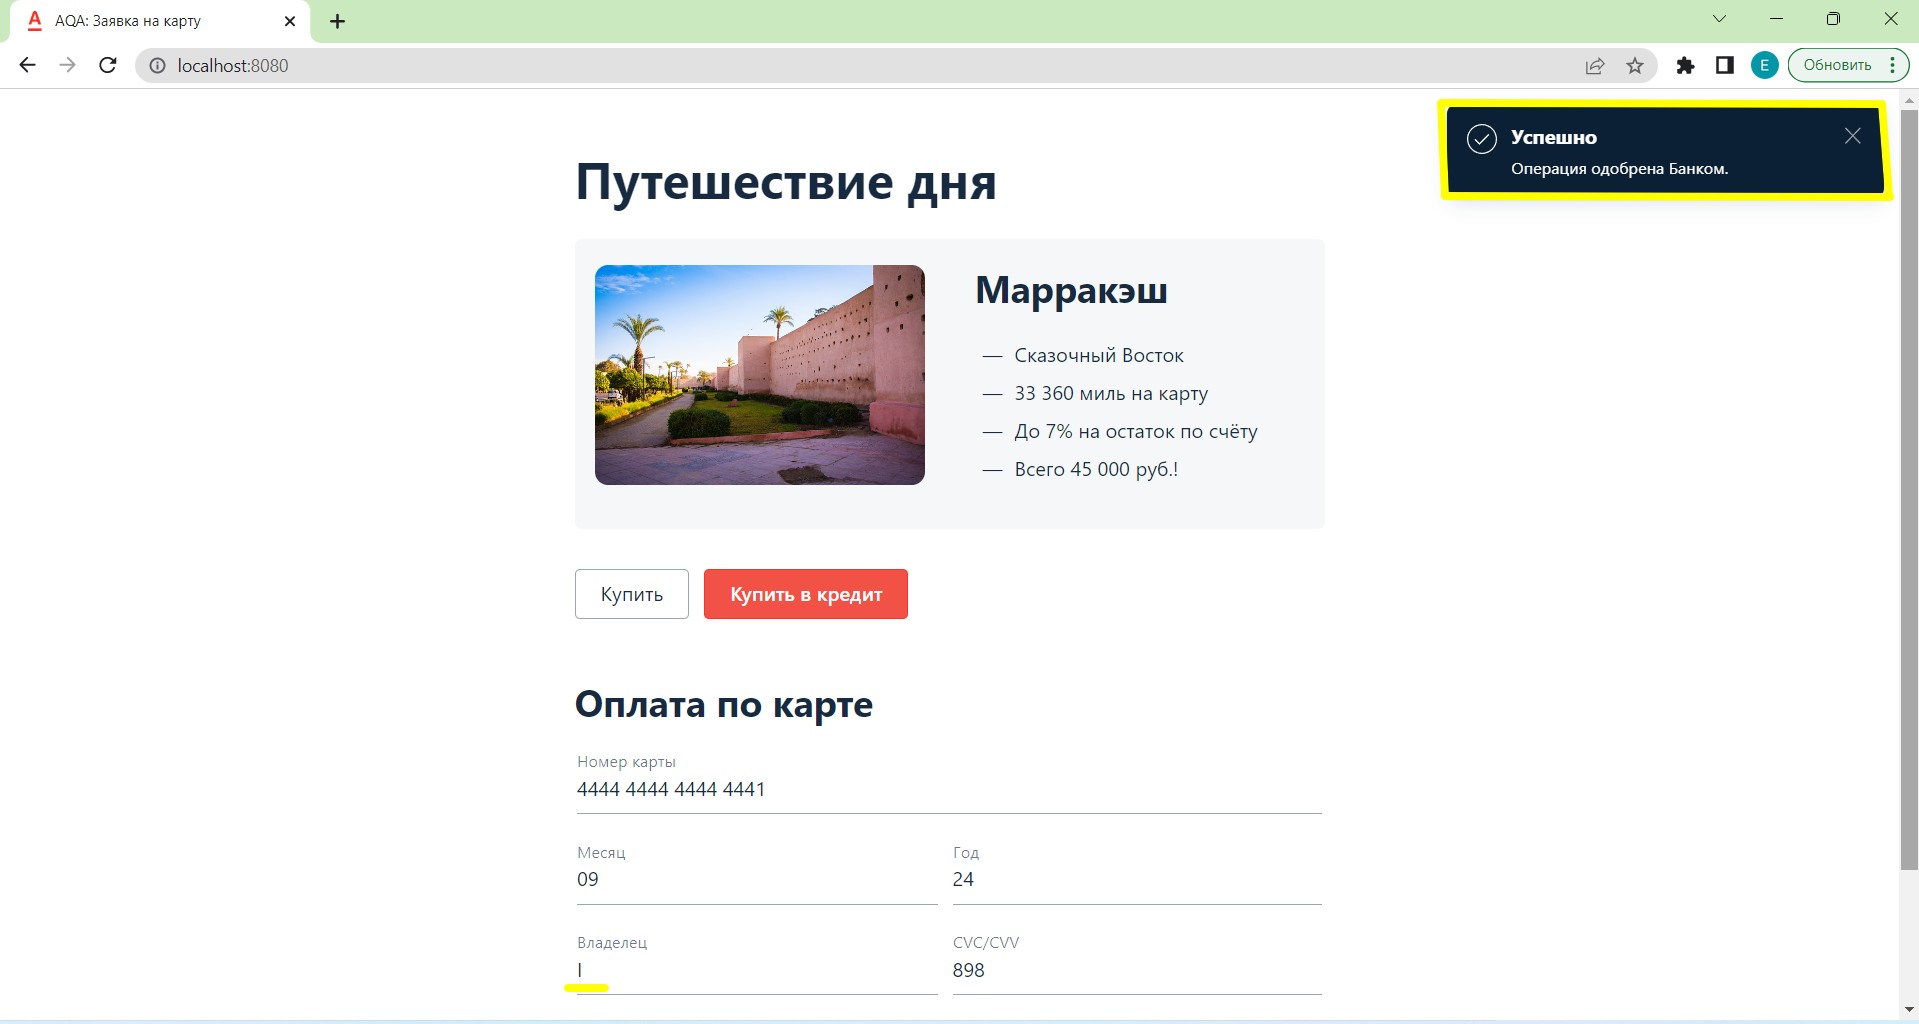 AQA: Заявка на карту
localhost:8080
E
Обновить
Успешно
Операция одобрена Банком.
Путешествие дня
Марракэш
— Сказочный Восток
— 33 360 миль на карту
— До 7% на остаток по счёту
— Всего 45 000 руб.!
Купить
Купить в кредит
Оплата по карте
Номер карты
4444 4444 4444 4441
Месяц
09
Год
24
Владелец
I
CVC/CVV
898